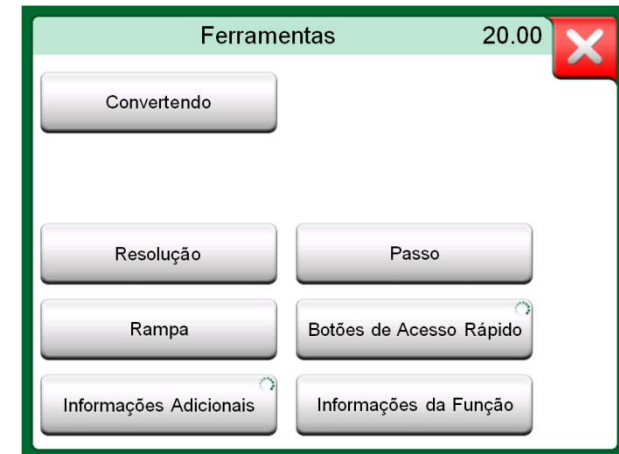 Ferramentas 20.00
Convertendo
Resolução Passo
Rampa Botões de Acesso Rápido
Informações Adicionais Informações da Função